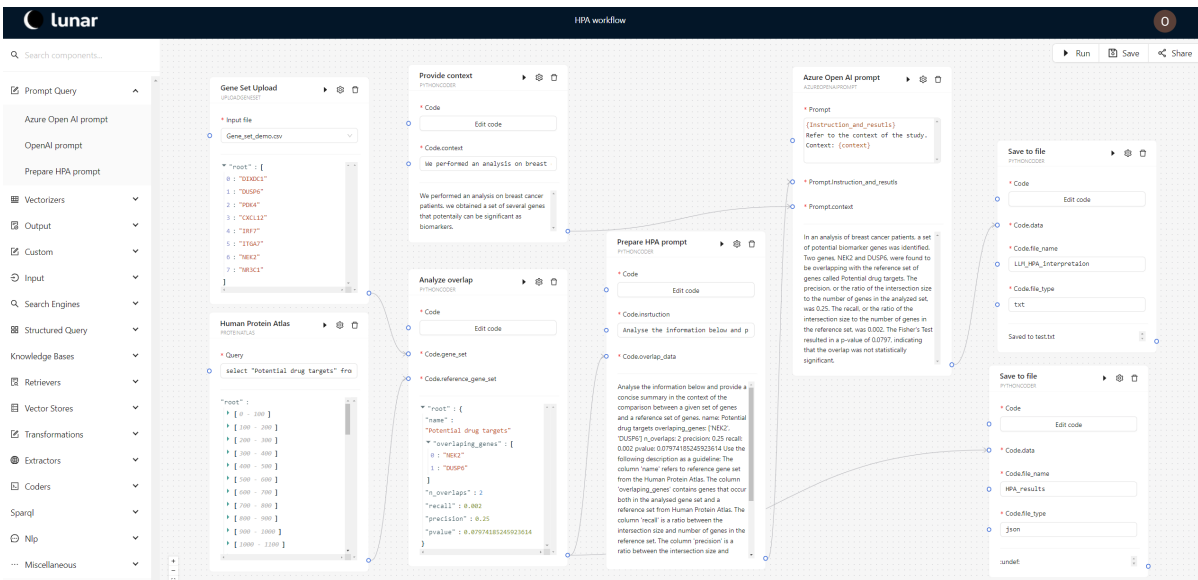 lunar
HPA workflow
O
Search components...
Run
Save
Share
Prompt Query
Azure Open AI prompt
OpenAI prompt
Prepare HPA prompt
Vectorizers
Output
Custom
Input
Search Engines
Structured Query
Knowledge Bases
Retrievers
Vector Stores
Transformations
Extractors
Coders
Sparql
Nlp
Miscellaneous
Gene Set Upload
UPLOADGENESET
* Input file
Gene_set_demo.csv
"root" : [
0 : "DIXDC1"
1 : "DUSP6"
2 : "PDK4"
3 : "CXCL12"
4 : "IRF7"
5 : "ITGA7"
6 : "NEK2"
7 : "NR3C1"
]
Human Protein Atlas
PROTEINATLAS
* Query
select "Potential drug targets" fro
"root" :
[ 0 - 100 ]
[ 100 - 200 ]
[ 200 - 300 ]
[ 300 - 400 ]
[ 400 - 500 ]
[ 500 - 600 ]
[ 600 - 700 ]
[ 700 - 800 ]
[ 800 - 900 ]
[ 900 - 1000 ]
[ 1000 - 1100 ]
Provide context
PYTHONCODER
* Code
Edit code
* Code.context
We performed an analysis on breast
We performed an analysis on breast cancer
patients. we obtained a set of several genes
that potentaily can be significant as
biomarkers.
Analyze overlap
PYTHONCODER
* Code
Edit code
* Code.gene_set
* Code.reference_gene_set
"root" : {
"name" :
"Potential drug targets"
"overlaping_genes" : [
0 : "NEK2"
1 : "DUSP6"
]
"n_overlaps" : 2
"recall" : 0.002
"precision" : 0.25
"pvalue" : 0.07974185245923614
}
Prepare HPA prompt
PYTHONCODER
* Code
Edit code
* Code.insrtuction
Analyse the information below and p
* Code.overlap_data
Analyse the information below and provide a
concise summary in the context of the
comparison between a given set of genes
and a reference set of genes. name: Potential
drug targets overlaping_genes: ['NEK2',
'DUSP6'] n_overlaps: 2 precision: 0.25 recall:
0.002 pvalue: 0.07974185245923614 Use the
following description as a guideline: The
column 'name' refers to reference gene set
from the Human Protein Atlas. The column
'overlaping_genes' contains genes that occur
both in the analysed gene set and a
reference set from Human Protein Atlas. The
column 'recall' is a ratio between the
intersection size and number of genes in the
reference set. The column 'precision' is a
ratio between the intersection size and
Azure Open AI prompt
AZUREOPENAIPROMPT
* Prompt
{Instruction_and_resutls}
Refer to the context of the study.
Context: {context}
* Prompt.Instruction_and_resutls
* Prompt.context
In an analysis of breast cancer patients, a set
of potential biomarker genes was identified.
Two genes, NEK2 and DUSP6, were found to
be overlapping with the reference set of
genes called Potential drug targets. The
precision, or the ratio of the intersection size
to the number of genes in the analyzed set,
was 0.25. The recall, or the ratio of the
intersection size to the number of genes in
the reference set, was 0.002. The Fisher's Test
resulted in a p-value of 0.0797, indicating
that the overlap was not statistically
significant.
Save to file
PYTHONCODER
* Code
Edit code
* Code.data
* Code.file_name
LLM_HPA_interpretaion
* Code.file_type
txt
Saved to test.txt
Save to file
PYTHONCODER
* Code
Edit code
* Code.data
* Code.file_name
HPA_results
* Code.file_type
json
:undef: